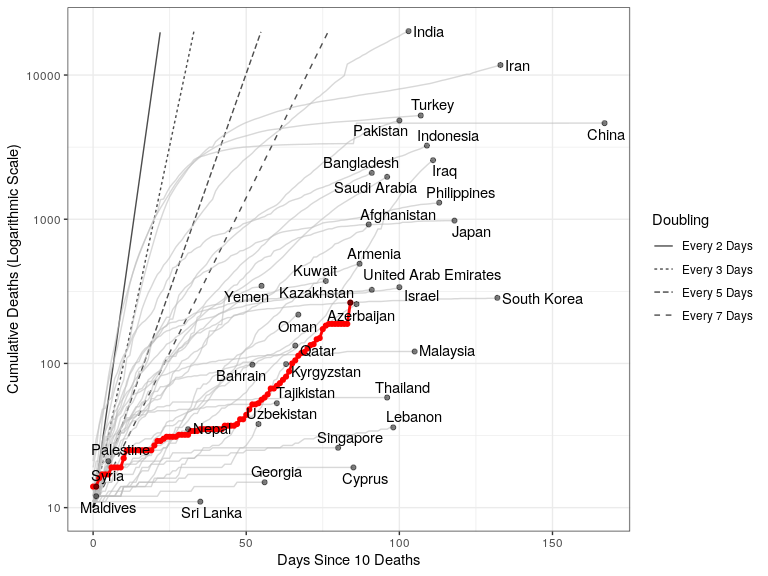 Cumulative Deaths (Logarithmic Scale)
10000
1000
100
10
India
Iran
Turkey
Pakistan
China
Indonesia
Bangladesh
Iraq
Saudi Arabia
Philippines
Afghanistan
Japan
Armenia
Kuwait
United Arab Emirates
Yemen
Kazakhstan
Israel
South Korea
Azerbaijan
Oman
Qatar
Malaysia
Bahrain
Kyrgyzstan
Thailand
Tajikistan
Uzbekistan
Lebanon
Nepal
Singapore
Palestine
Syria
Georgia
Cyprus
Maldives
Sri Lanka
0
50
100
150
Days Since 10 Deaths
Doubling
Every 2 Days
Every 3 Days
Every 5 Days
Every 7 Days